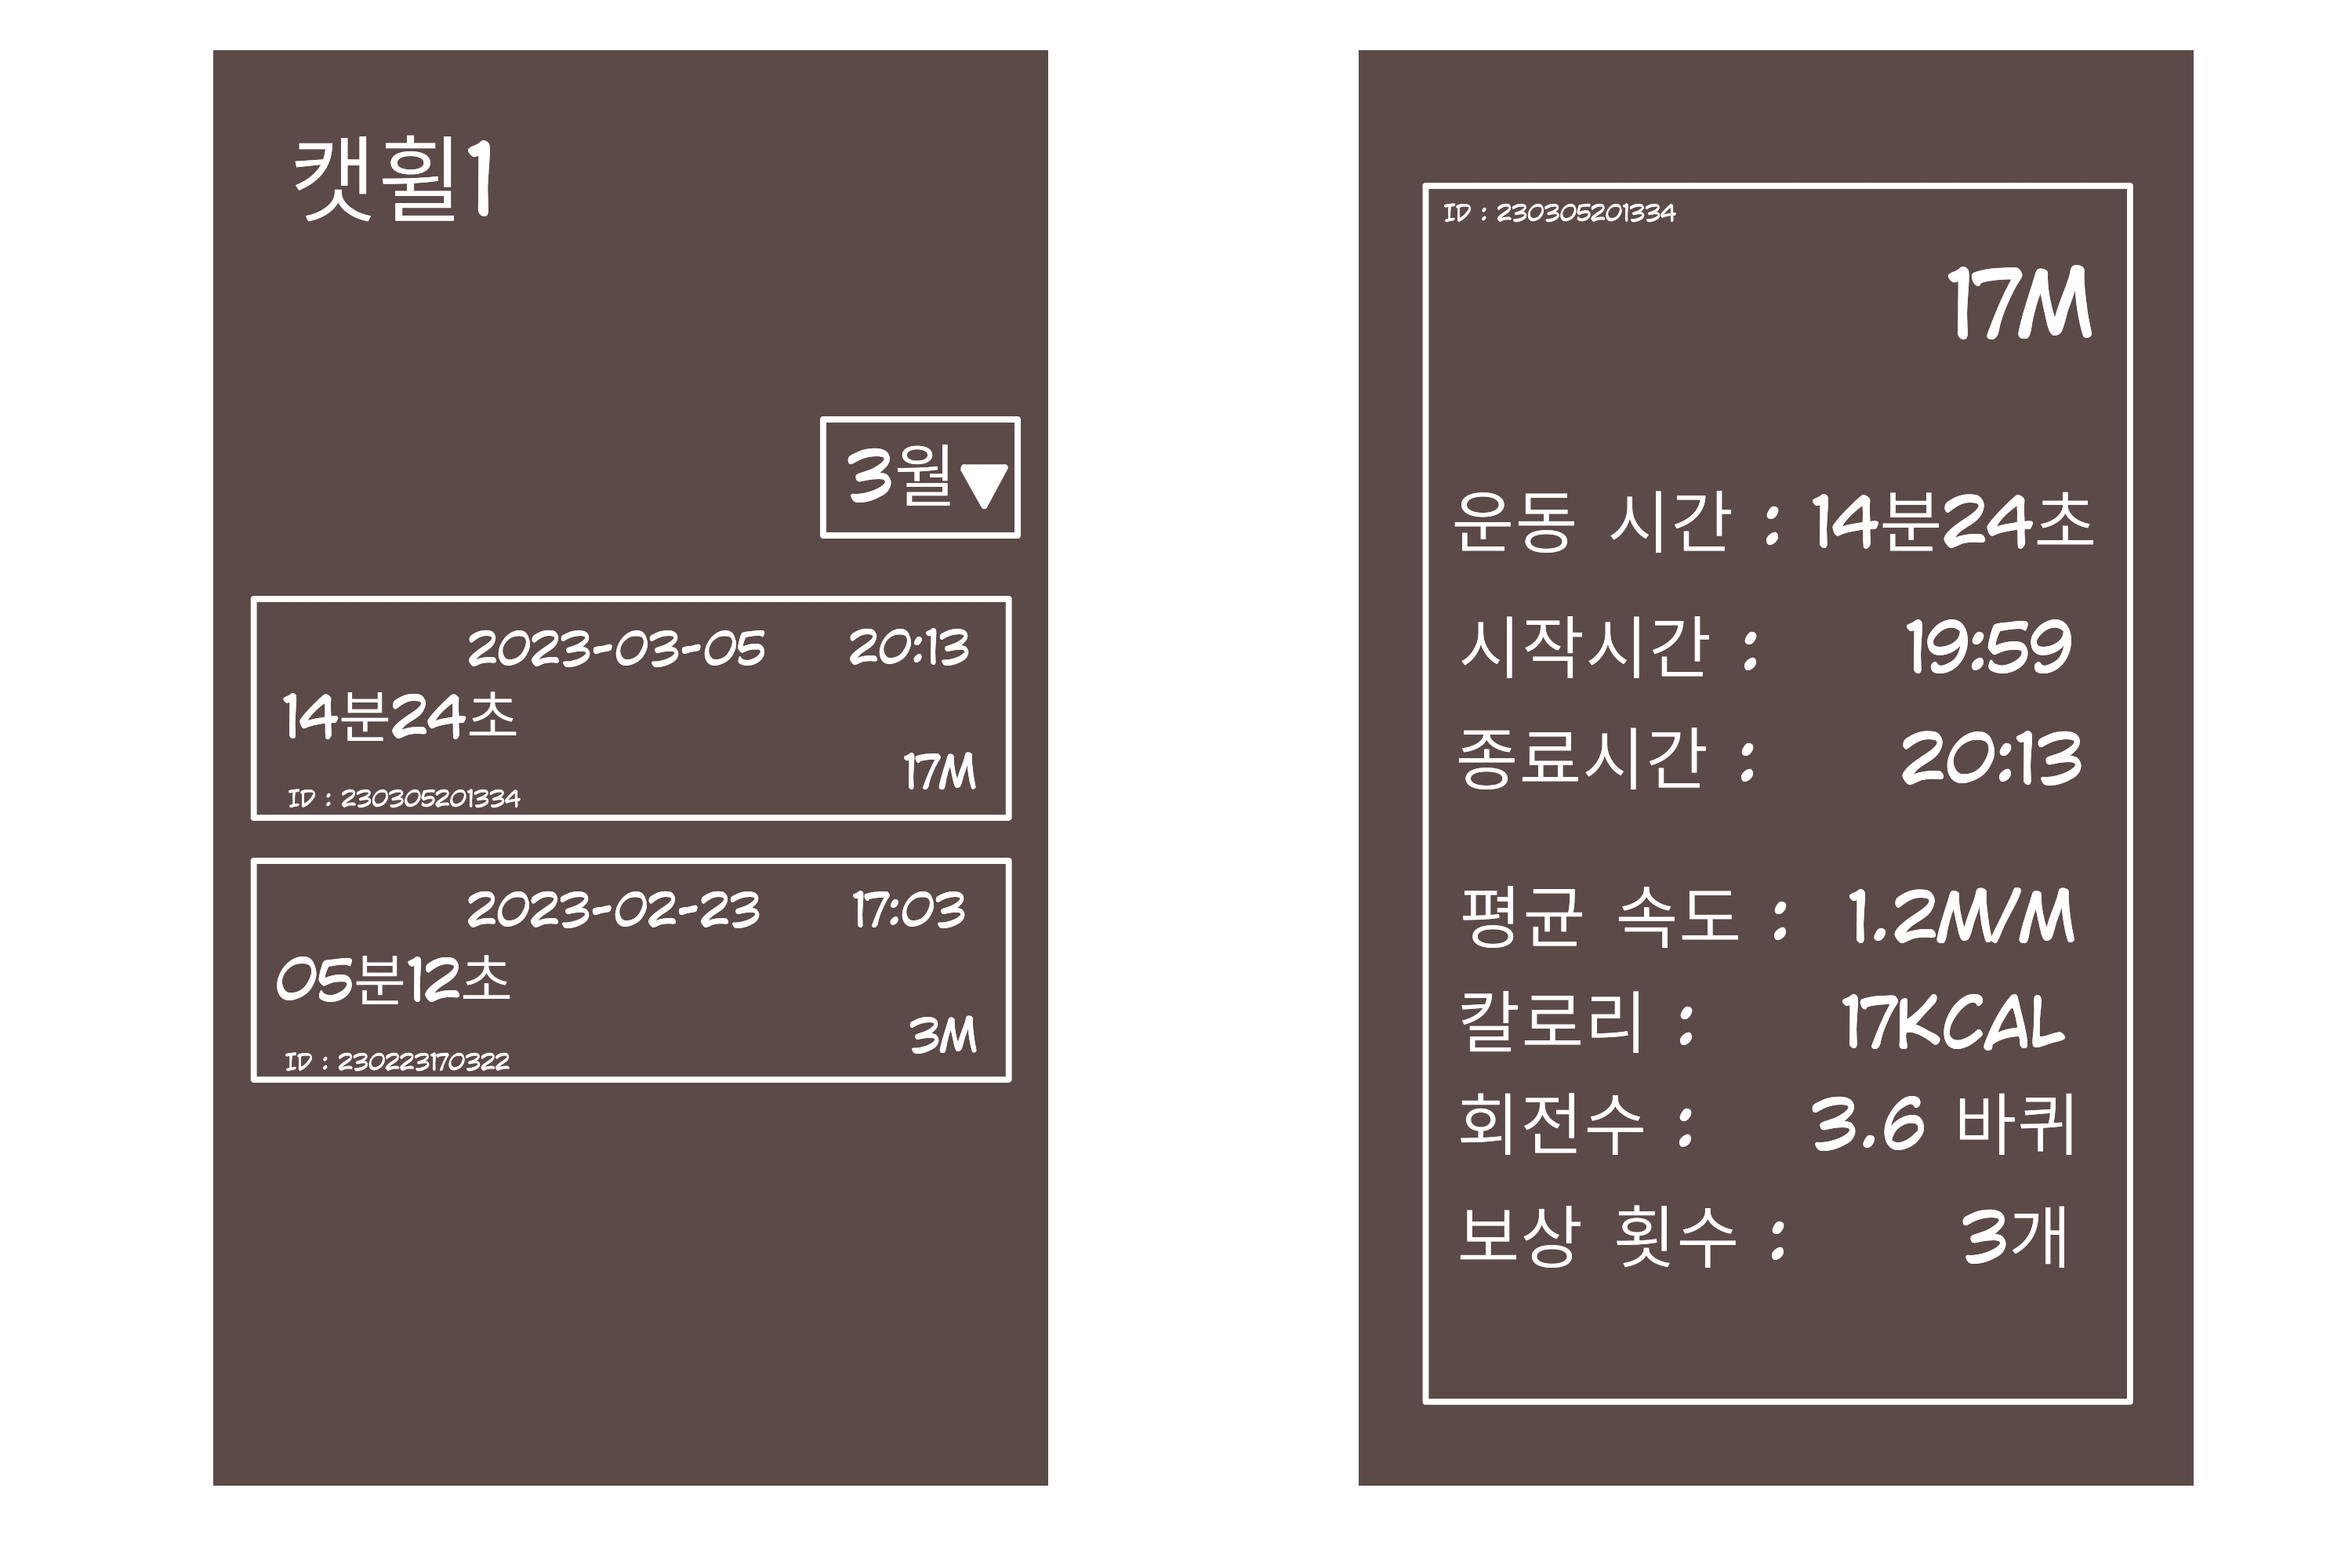 캣휠1
3월▼
2023-03-05 20:13
14분24초
17M
ID : 230305201334
2023-02-23 17:03
05분12초
3M
ID : 230223170322
ID : 230305201334
17M
운동 시간 : 14분24초
시작시간 : 19:59
종료시간 : 20:13
평균 속도 : 1.2M/M
칼로리 : 17KCAL
회전수 : 3.6 바퀴
보상 횟수 : 3개